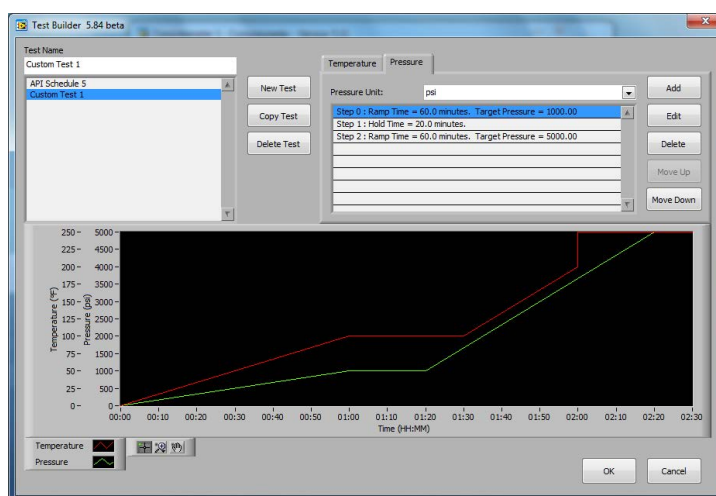 Test Builder 5.84 beta
Test Name
Custom Test 1
API Schedule 5
Custom Test 1
New Test
Copy Test
Delete Test
Temperature Pressure
Pressure Unit: psi
Step 0 : Ramp Time = 60.0 minutes. Target Pressure = 1000.00
Step 1 : Hold Time = 20.0 minutes.
Step 2 : Ramp Time = 60.0 minutes. Target Pressure = 5000.00
Add
Edit
Delete
Move Up
Move Down
Temperature (ºF)
250
225
200
175
150
125
100
75
50
25
0
Pressure (psi)
5000
4500
4000
3500
3000
2500
2000
1500
1000
500
0
00:00 00:10 00:20 00:30 00:40 00:50 01:00 01:10 01:20 01:30 01:40 01:50 02:00 02:10 02:20 02:30
Time (HH:MM)
Temperature
Pressure
OK
Cancel